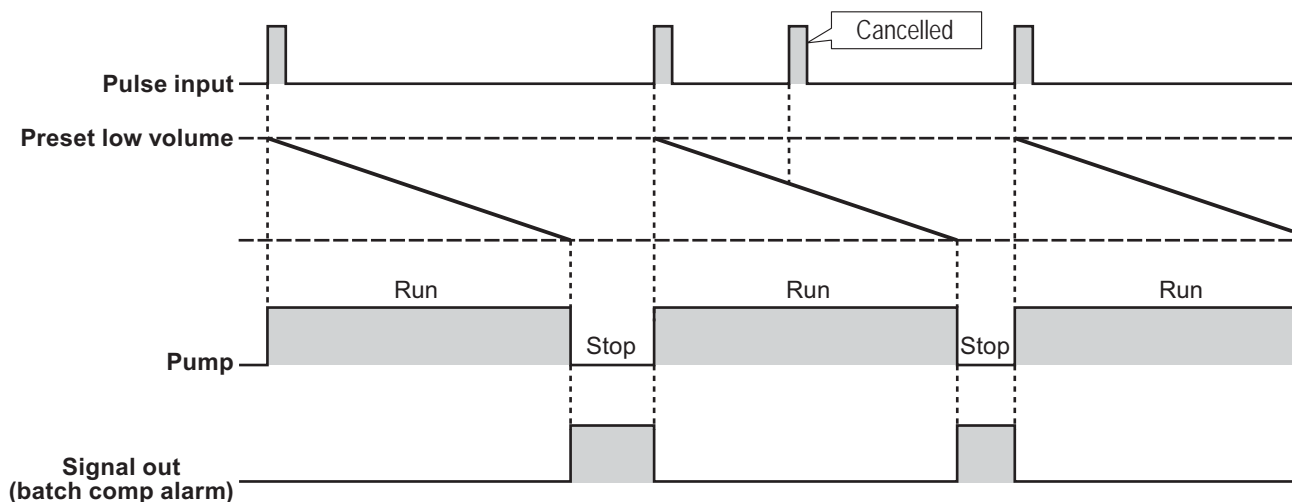 Cancelled
Pulse input
Preset low volume
Run Run Run
Stop Stop
Pump
Signal out
(batch comp alarm)